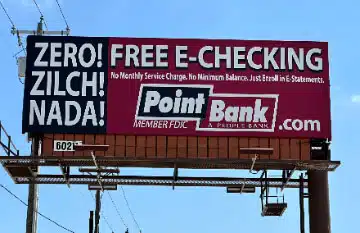 ZERO!
ZILCH!
NADA!
FREE E-CHECKING
No Monthly Service Charge. No Minimum Balance. Just Enroll in E-Statements.
Point Bank .com
MEMBER FDIC A PEOPLE BANK
602